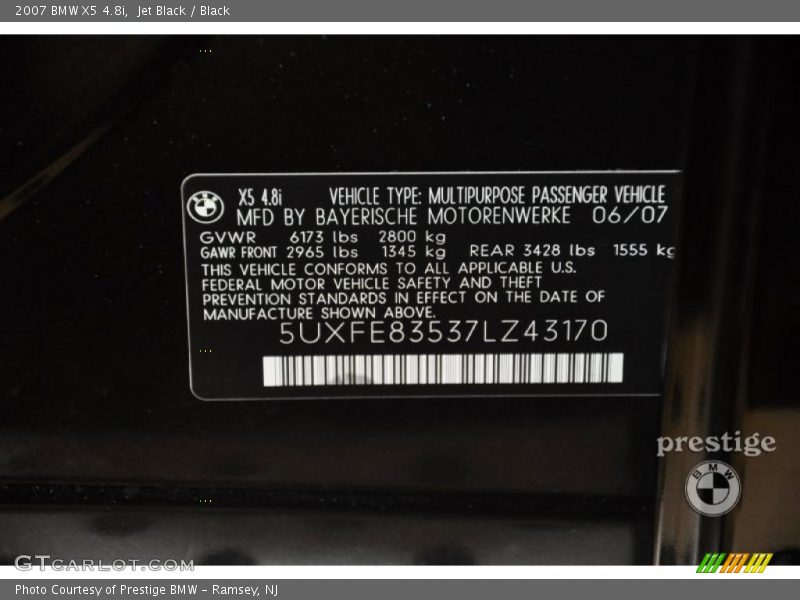 2007 BMW X5 4.8i, Jet Black / Black
X5 4.8i VEHICLE TYPE: MULTIPURPOSE PASSENGER VEHICLE
MFD BY BAYERISCHE MOTORENWERKE 06/07
GVWR 6173 lbs 2800 kg
GAWR FRONT 2965 lbs 1345 kg REAR 3428 lbs 1555 kg
THIS VEHICLE CONFORMS TO ALL APPLICABLE U.S.
FEDERAL MOTOR VEHICLE SAFETY AND THEFT
PREVENTION STANDARDS IN EFFECT ON THE DATE OF
MANUFACTURE SHOWN ABOVE.
5UXFE83537LZ43170
prestige
BMW
GTCARLOT.COM
Photo Courtesy of Prestige BMW - Ramsey, NJ